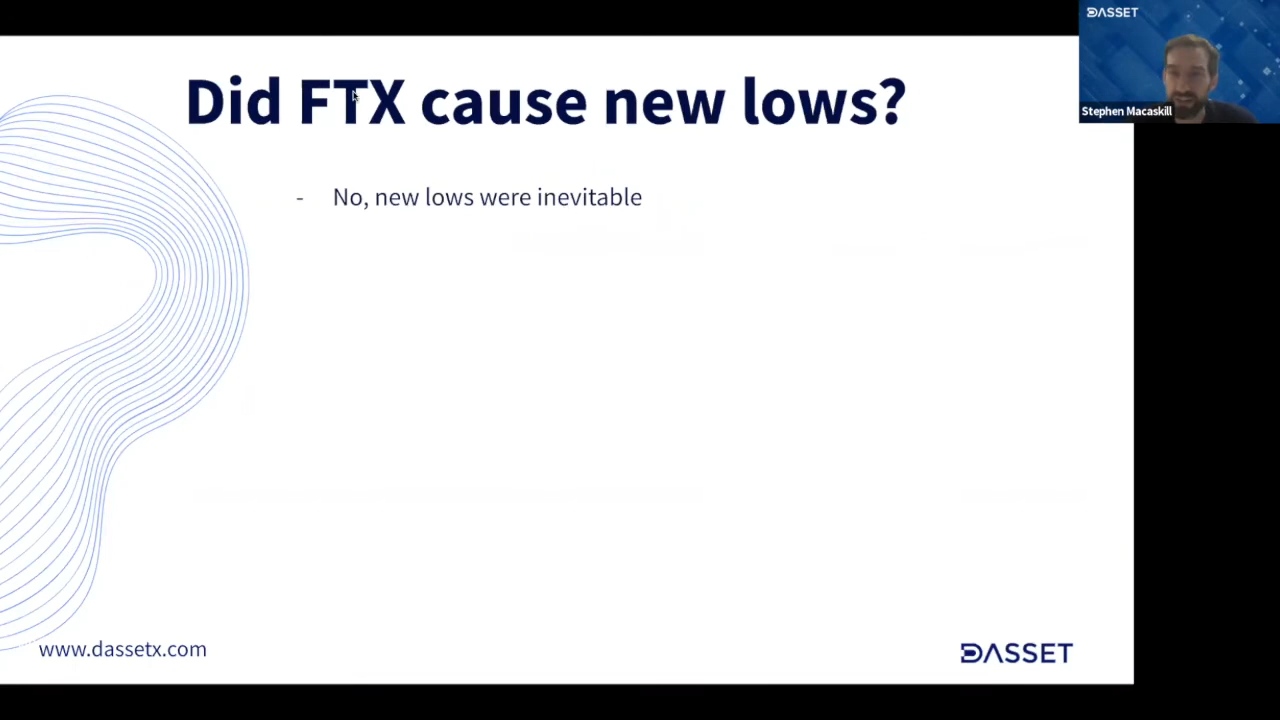 DASSET
Did FTX cause new lows?
Stephen Macaskill
- No, new lows were inevitable
www.dassetx.com
DASSET